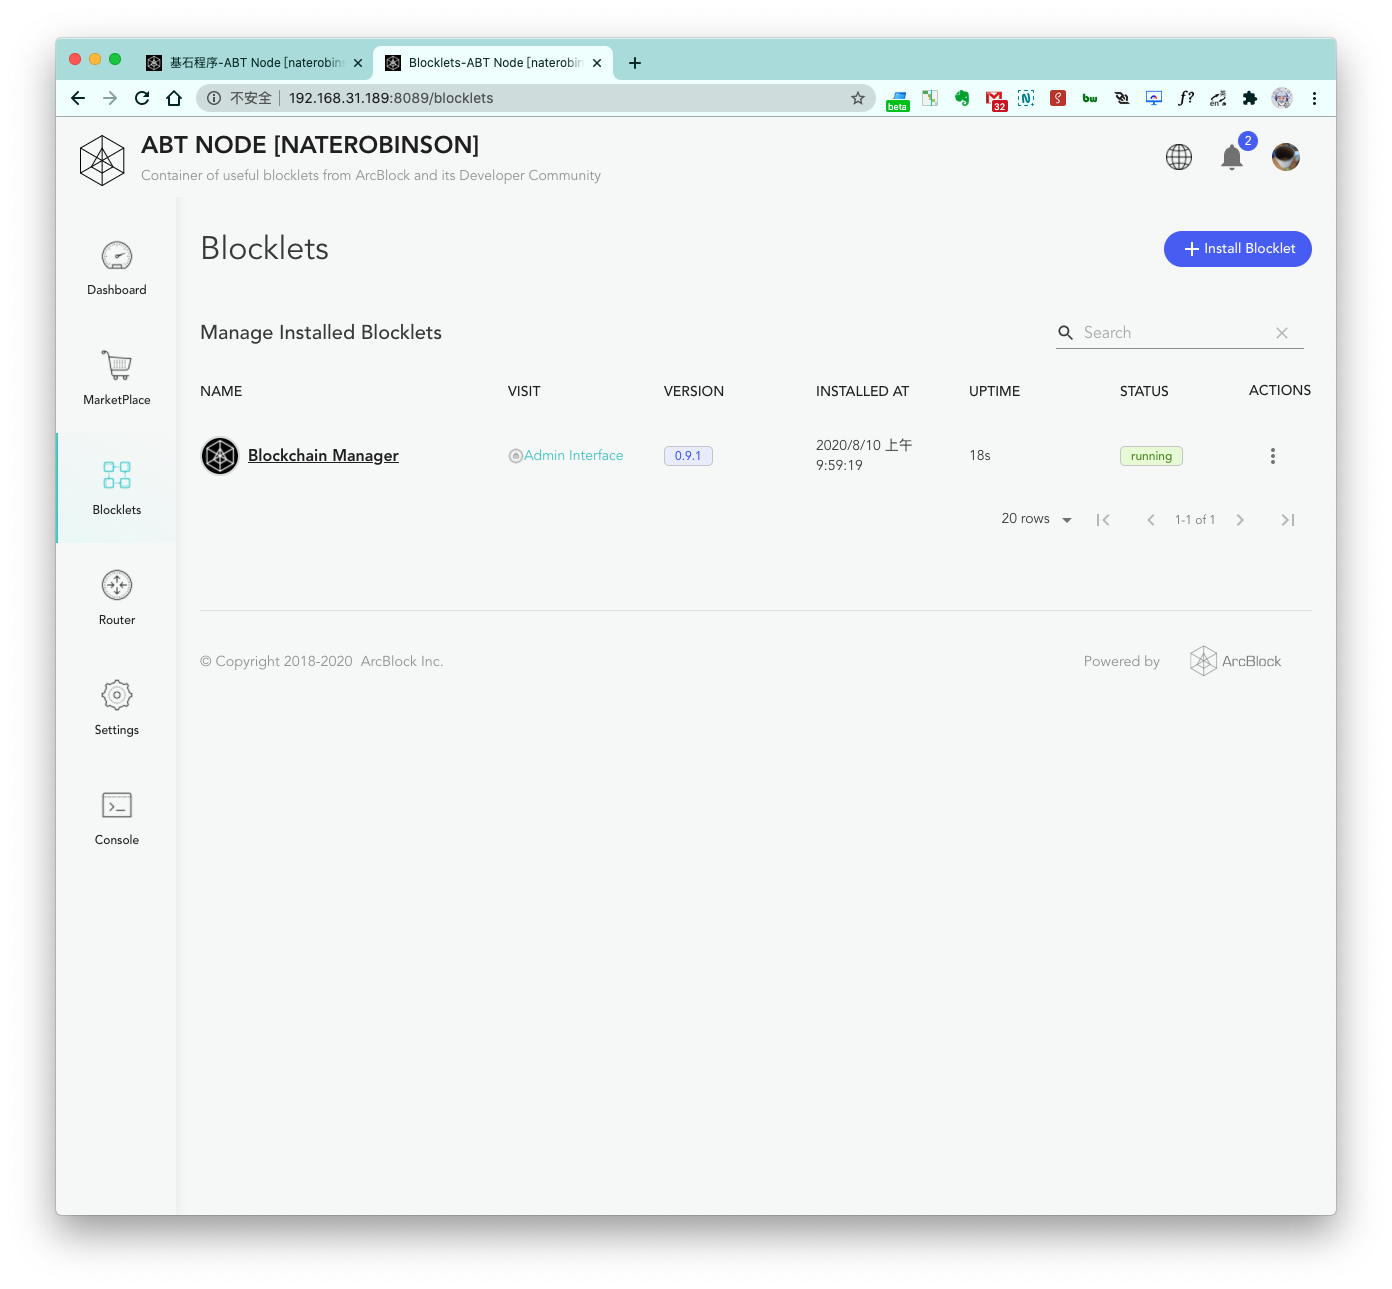 基石程序-ABT Node [naterobins
Blocklets-ABT Node [naterobin
不安全 192.168.31.189:8089/blocklets
beta
32
N
bw
f?
en
ABT NODE [NATEROBINSON]
Container of useful blocklets from ArcBlock and its Developer Community
2
Dashboard
MarketPlace
Blocklets
Router
Settings
Console
Blocklets
Install Blocklet
Manage Installed Blocklets
Search
NAME VISIT VERSION INSTALLED AT UPTIME STATUS ACTIONS
Blockchain Manager Admin Interface 0.9.1 2020/8/10 上午 9:59:19 18s running
20 rows 1-1 of 1
© Copyright 2018-2020 ArcBlock Inc.
Powered by ArcBlock